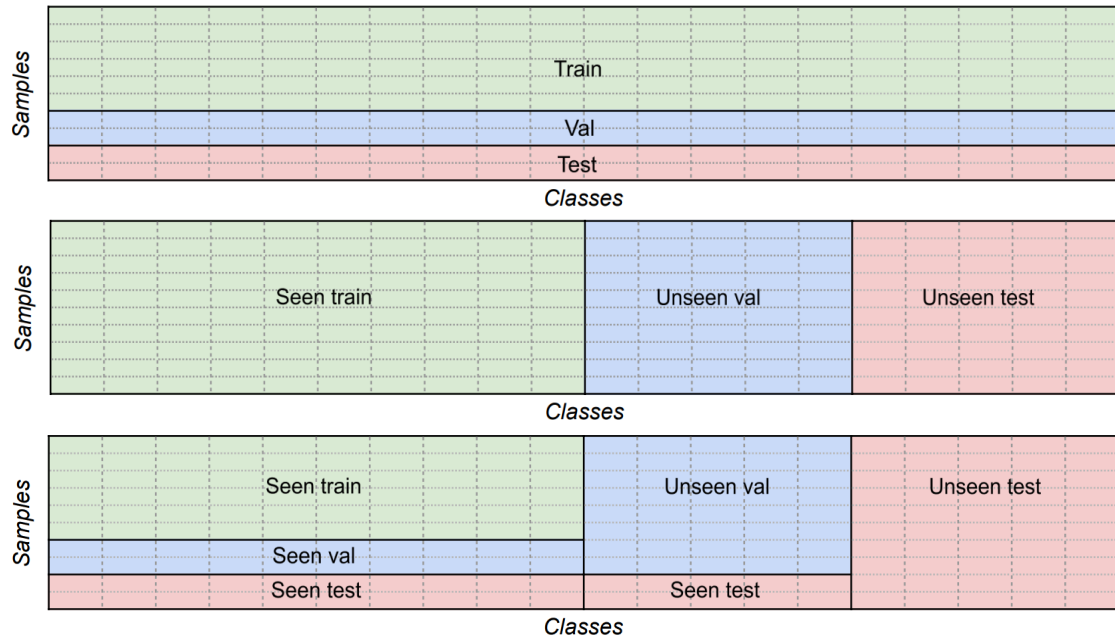 Samples
Train
Val
Test
Classes
Samples
Seen train
Unseen val
Unseen test
Classes
Samples
Seen train
Unseen val
Unseen test
Seen val
Seen test
Seen test
Classes